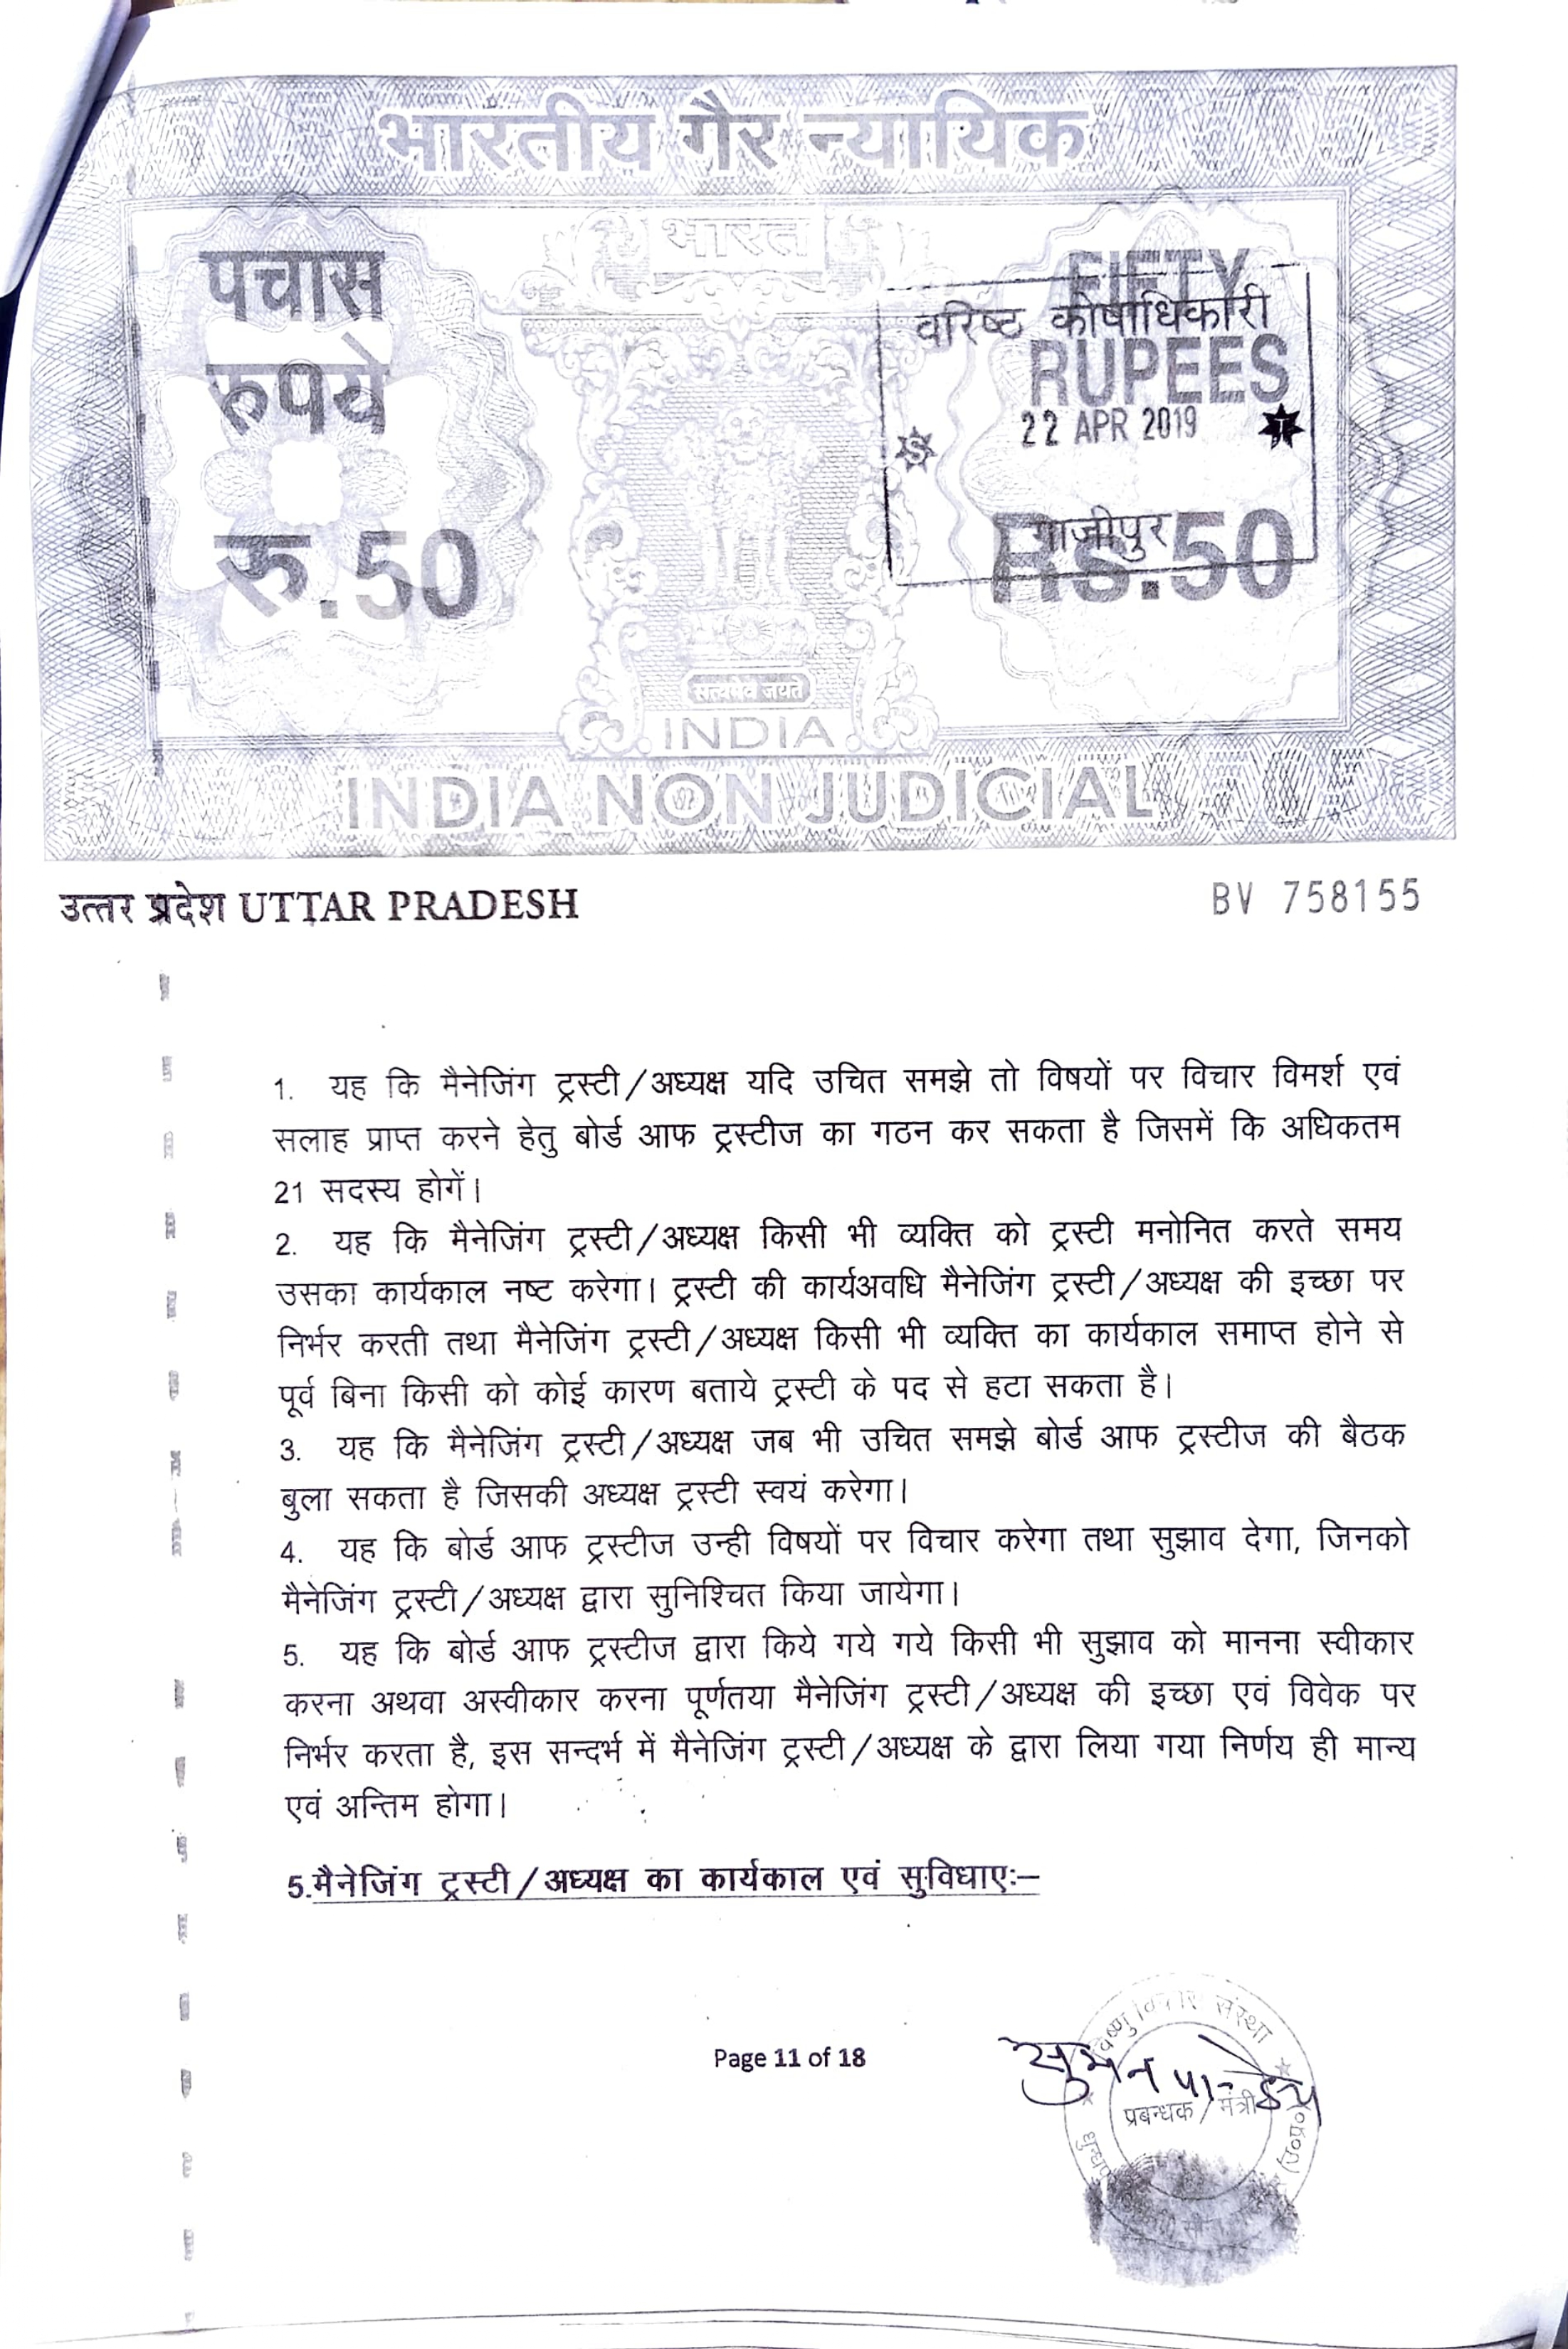 भारतीय गैर न्यायिक
भारत
पचास
रुपये
रु.50
FIFTY
RUPEES
Rs.50
वरिष्ट कोषाधिकारी
22 APR 2019
S
T
गाजीपुर
सत्यमेव जयते
INDIA
INDIA NON JUDICIAL
उत्तर प्रदेश UTTAR PRADESH
BV 758155
1. यह कि मैनेजिंग ट्रस्टी/अध्यक्ष यदि उचित समझे तो विषयों पर विचार विमर्श एवं
सलाह प्राप्त करने हेतु बोर्ड आफ ट्रस्टीज का गठन कर सकता है जिसमें कि अधिकतम
21 सदस्य होगें।
2. यह कि मैनेजिंग ट्रस्टी/अध्यक्ष किसी भी व्यक्ति को ट्रस्टी मनोनित करते समय
उसका कार्यकाल नष्ट करेगा। ट्रस्टी की कार्यअवधि मैनेजिंग ट्रस्टी/अध्यक्ष की इच्छा पर
निर्भर करती तथा मैनेजिंग ट्रस्टी/अध्यक्ष किसी भी व्यक्ति का कार्यकाल समाप्त होने से
पूर्व बिना किसी को कोई कारण बताये ट्रस्टी के पद से हटा सकता है।
3. यह कि मैनेजिंग ट्रस्टी/अध्यक्ष जब भी उचित समझे बोर्ड आफ ट्रस्टीज की बैठक
बुला सकता है जिसकी अध्यक्ष ट्रस्टी स्वयं करेगा।
4. यह कि बोर्ड आफ ट्रस्टीज उन्ही विषयों पर विचार करेगा तथा सुझाव देगा, जिनको
मैनेजिंग ट्रस्टी/अध्यक्ष द्वारा सुनिश्चित किया जायेगा।
5. यह कि बोर्ड आफ ट्रस्टीज द्वारा किये गये गये किसी भी सुझाव को मानना स्वीकार
करना अथवा अस्वीकार करना पूर्णतया मैनेजिंग ट्रस्टी/अध्यक्ष की इच्छा एवं विवेक पर
निर्भर करता है, इस सन्दर्भ में मैनेजिंग ट्रस्टी/अध्यक्ष के द्वारा लिया गया निर्णय ही मान्य
एवं अन्तिम होगा।
5.मैनेजिंग ट्रस्टी/अध्यक्ष का कार्यकाल एवं सुविधाएः–
Page 11 of 18
संस्था
सुमन पाण्डेय
प्रबन्धक/मंत्री
(उ०प्र०)